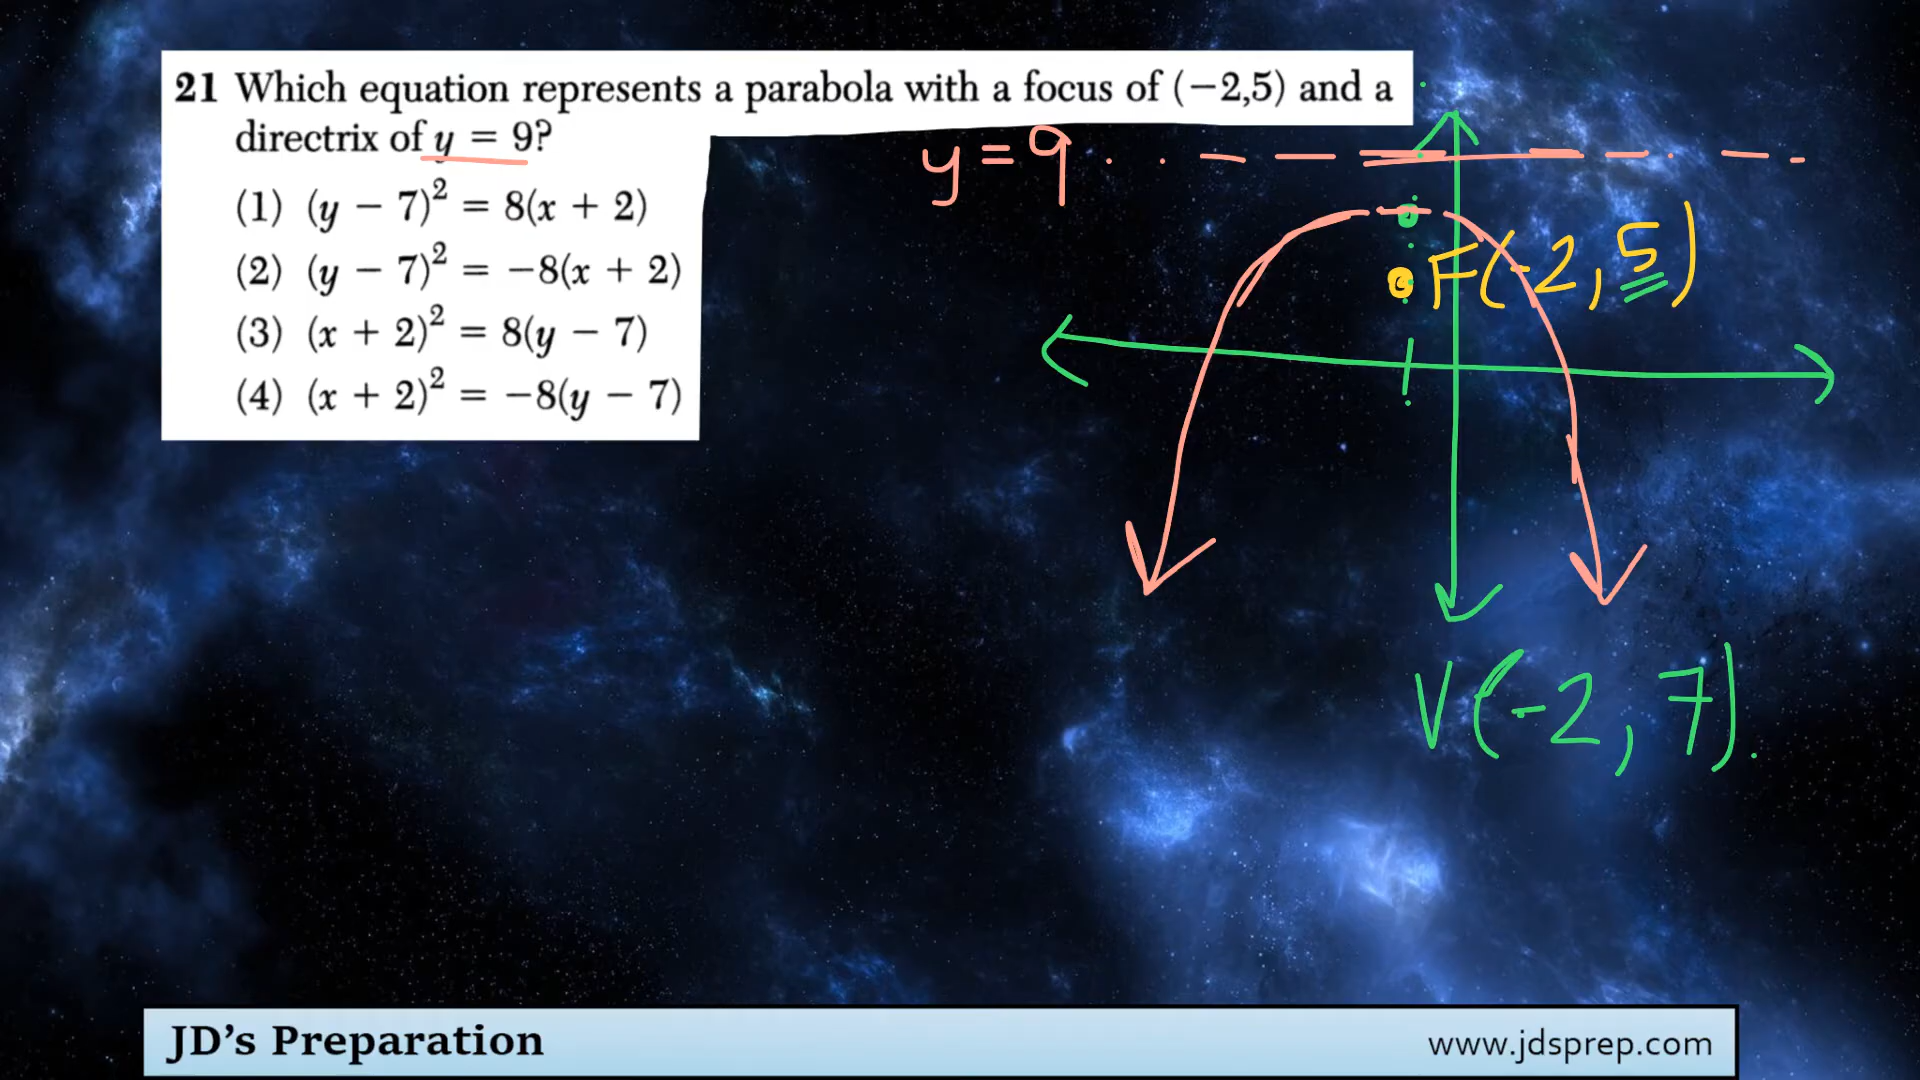 21 Which equation represents a parabola with a focus of (−2,5) and a
directrix of y = 9?
(1) (y − 7)² = 8(x + 2)
(2) (y − 7)² = −8(x + 2)
(3) (x + 2)² = 8(y − 7)
(4) (x + 2)² = −8(y − 7)
y = 9
F(-2, 5)
V(-2, 7)
JD's Preparation
www.jdsprep.com